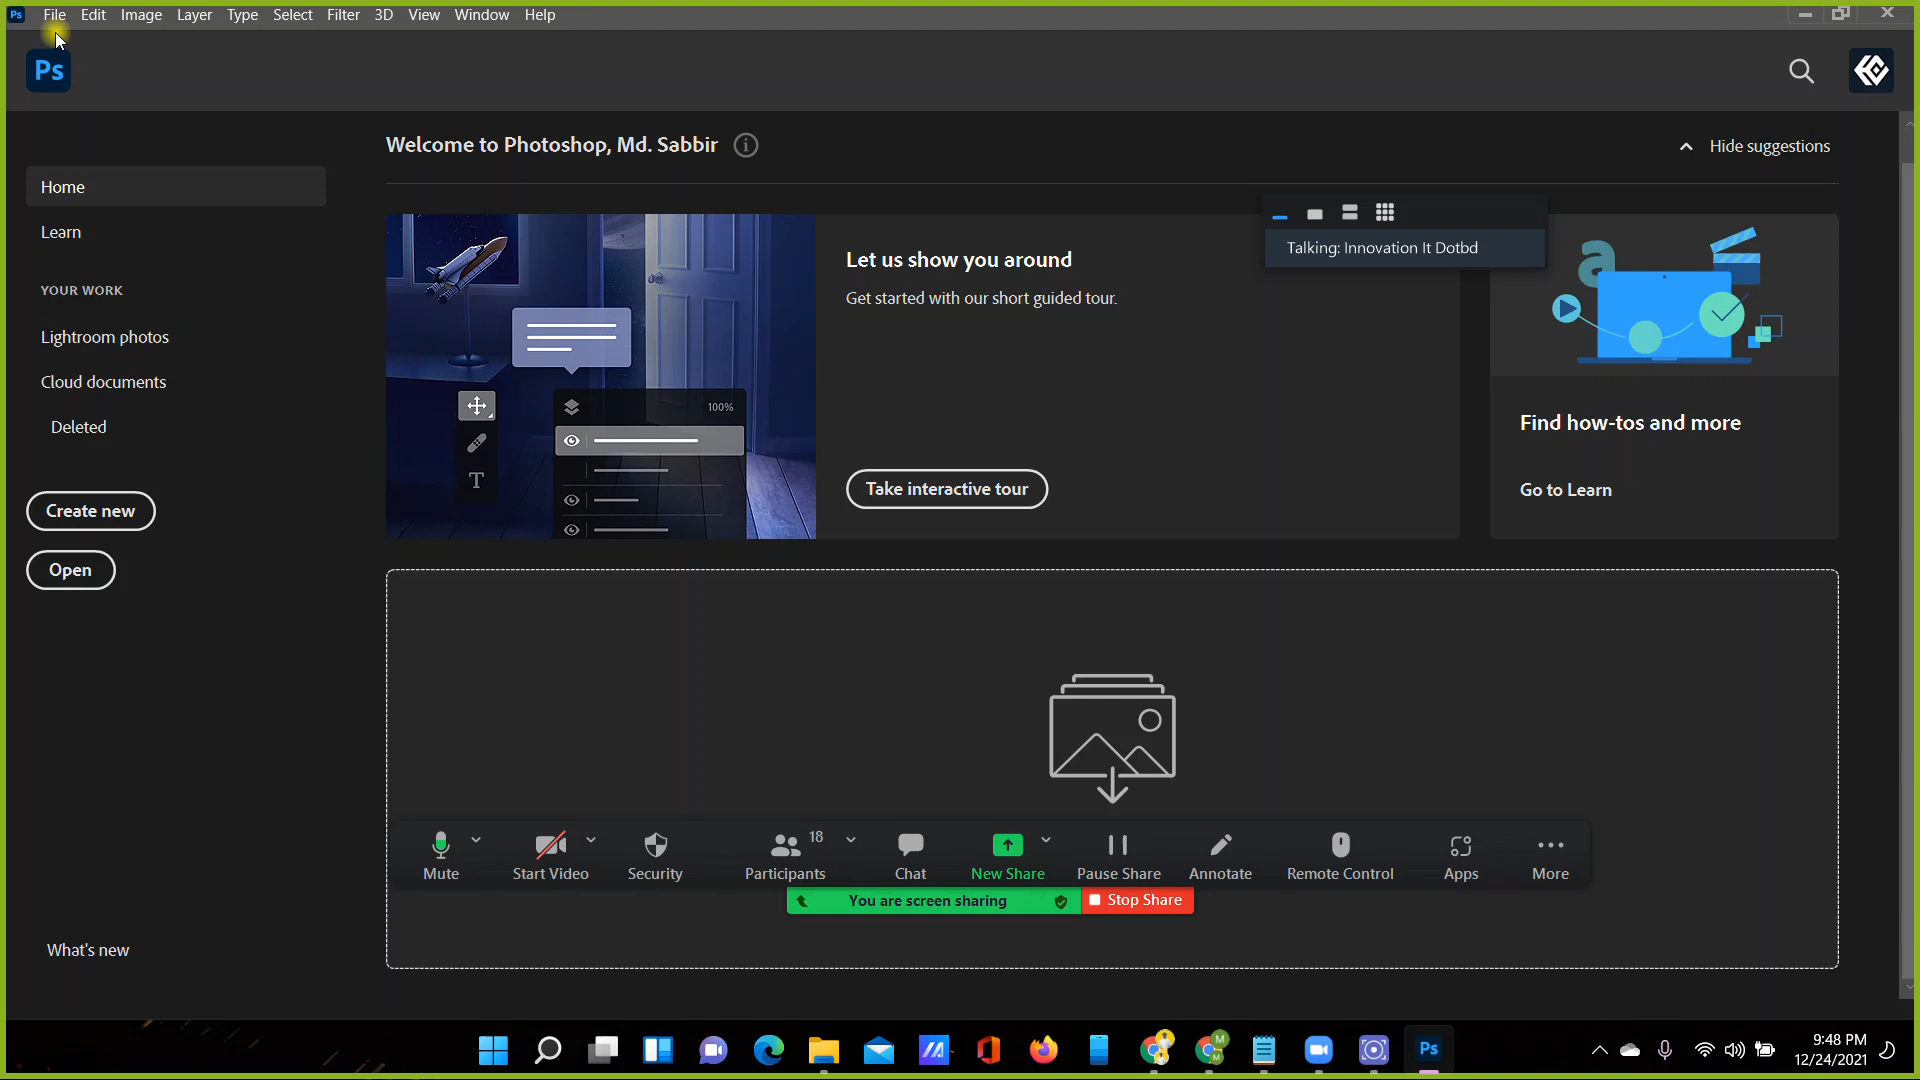 Ps File Edit Image Layer Type Select Filter 3D View Window Help
Ps
Welcome to Photoshop, Md. Sabbir
Hide suggestions
Home
Learn
YOUR WORK
Lightroom photos
Cloud documents
Deleted
Create new
Open
What's new
100%
T
Let us show you around
Get started with our short guided tour.
Take interactive tour
Talking: Innovation It Dotbd
a
Find how-tos and more
Go to Learn
Mute
Start Video
Security
18
Participants
Chat
New Share
Pause Share
Annotate
Remote Control
Apps
More
You are screen sharing
Stop Share
M
M
Ps
9:48 PM
12/24/2021